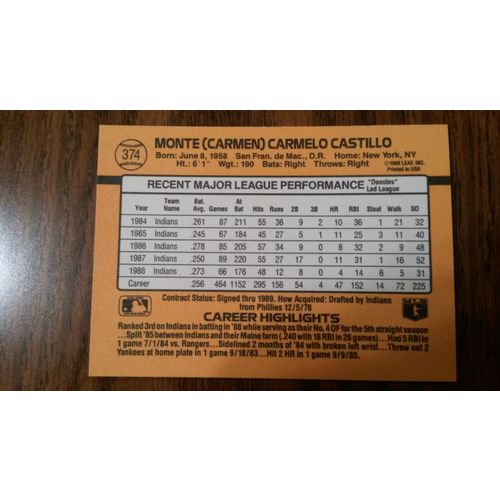 374
MONTE (CARMEN) CARMELO CASTILLO
Born: June 8, 1958 San Fran. de Mac., D.R. Home: New York, NY
Ht.: 6'1" Wgt.: 190 Bats: Right Throws: Right
©1988 LEAF, INC.
Printed in USA
RECENT MAJOR LEAGUE PERFORMANCE "Denotes" Led League
Year Team Name Bat. Avg. Games At Bat Hits Runs 2B 3B HR RBI Steal Walk SO
1984 Indians .261 87 211 55 36 9 2 10 36 1 21 32
1985 Indians .245 67 184 45 27 5 1 11 25 3 11 40
1986 Indians .278 85 205 57 34 9 0 8 32 2 9 48
1987 Indians .250 89 220 55 27 17 0 11 31 1 16 52
1988 Indians .273 66 176 48 12 8 0 4 14 6 5 31
Career .256 464 1152 295 156 54 4 47 152 14 72 225
Contract Status: Signed thru 1989. How Acquired: Drafted by Indians
from Phillies 12/5/78
CAREER HIGHLIGHTS
Ranked 3rd on Indians in batting in '88 while serving as their No. 4 OF for the 5th straight season
...Split '85 between Indians and their Maine farm (.240 with 18 RBI in 26 games)...Had 5 RBI in
1 game 7/1/84 vs. Rangers...Sidelined 2 months of '84 with broken left wrist...Threw out 2
Yankees at home plate in 1 game 9/18/83...Hit 2 HR in 1 game 9/9/85.